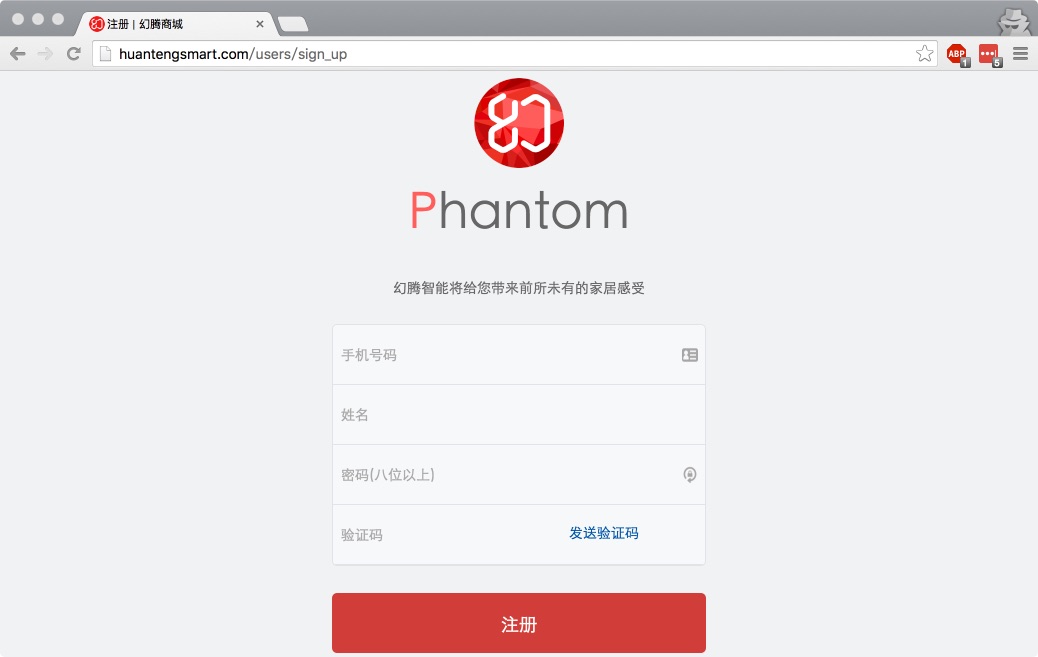 注册 | 幻腾商城
huantengsmart.com/users/sign_up
ABP
1
5
幻
Phantom
幻腾智能将给您带来前所未有的家居感受
手机号码
姓名
密码(八位以上)
验证码 发送验证码
注册